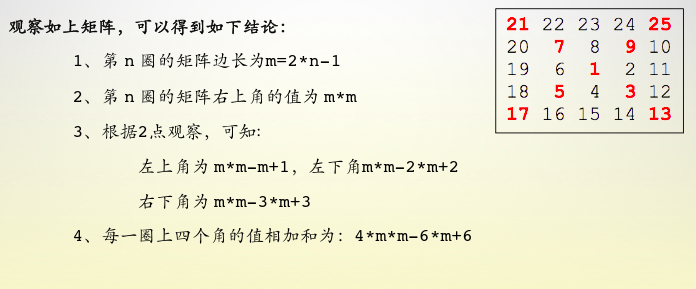 观察如上矩阵，可以得到如下结论：
1、第 n 圈的矩阵边长为m=2*n-1
2、第 n 圈的矩阵右上角的值为 m*m
3、根据2点观察，可知:
左上角为 m*m-m+1，左下角m*m-2*m+2
右下角为 m*m-3*m+3
4、每一圈上四个角的值相加和为：4*m*m-6*m+6
21 22 23 24 25
20 7 8 9 10
19 6 1 2 11
18 5 4 3 12
17 16 15 14 13